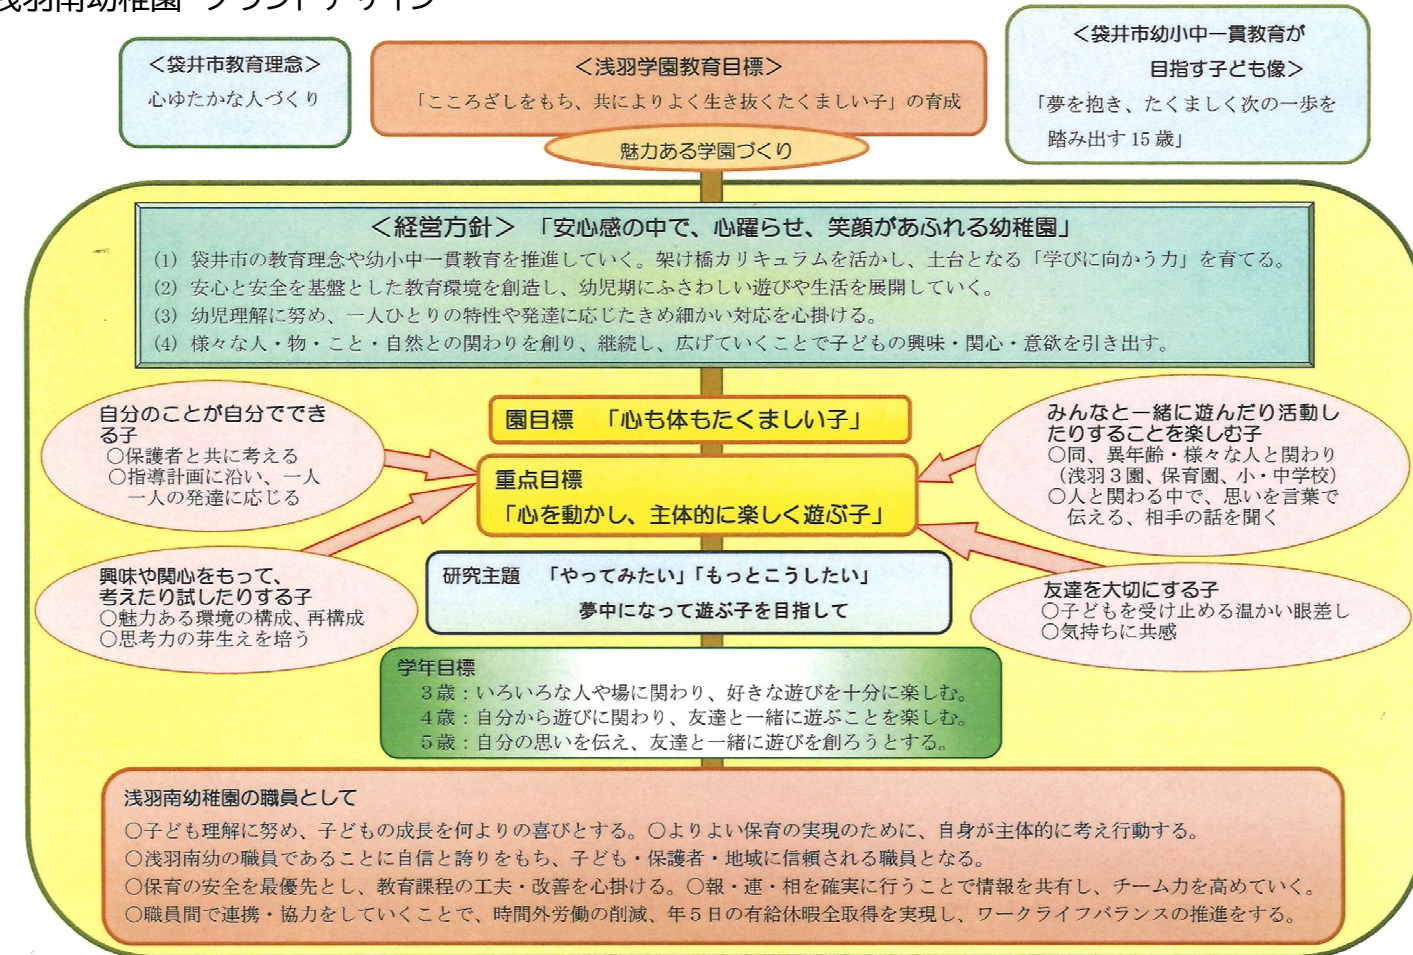 浅羽南幼稚園 グランドデザイン
＜袋井市教育理念＞
心ゆたかな人づくり
＜浅羽学園教育目標＞
「こころざしをもち、共によりよく生き抜くたくましい子」の育成
魅力ある学園づくり
＜袋井市幼小中一貫教育が
目指す子ども像＞
「夢を抱き、たくましく次の一歩を
踏み出す 15 歳」
＜経営方針＞ 「安心感の中で、心躍らせ、笑顔があふれる幼稚園」
(1) 袋井市の教育理念や幼小中一貫教育を推進していく。架け橋カリキュラムを活かし、土台となる「学びに向かう力」を育てる。
(2) 安心と安全を基盤とした教育環境を創造し、幼児期にふさわしい遊びや生活を展開していく。
(3) 幼児理解に努め、一人ひとりの特性や発達に応じたきめ細かい対応を心掛ける。
(4) 様々な人・物・こと・自然との関わりを創り、継続し、広げていくことで子どもの興味・関心・意欲を引き出す。
自分のことが自分ででき
る子
○保護者と共に考える
○指導計画に沿い、一人
一人の発達に応じる
園目標 「心も体もたくましい子」
重点目標
「心を動かし、主体的に楽しく遊ぶ子」
みんなと一緒に遊んだり活動し
たりすることを楽しむ子
○同、異年齢・様々な人と関わり
（浅羽３園、保育園、小・中学校）
○人と関わる中で、思いを言葉で
伝える、相手の話を聞く
興味や関心をもって、
考えたり試したりする子
○魅力ある環境の構成、再構成
○思考力の芽生えを培う
研究主題 「やってみたい」「もっとこうしたい」
夢中になって遊ぶ子を目指して
友達を大切にする子
○子どもを受け止める温かい眼差し
○気持ちに共感
学年目標
３歳：いろいろな人や場に関わり、好きな遊びを十分に楽しむ。
４歳：自分から遊びに関わり、友達と一緒に遊ぶことを楽しむ。
５歳：自分の思いを伝え、友達と一緒に遊びを創ろうとする。
浅羽南幼稚園の職員として
○子ども理解に努め、子どもの成長を何よりの喜びとする。○よりよい保育の実現のために、自身が主体的に考え行動する。
○浅羽南幼の職員であることに自信と誇りをもち、子ども・保護者・地域に信頼される職員となる。
○保育の安全を最優先とし、教育課程の工夫・改善を心掛ける。○報・連・相を確実に行うことで情報を共有し、チーム力を高めていく。
○職員間で連携・協力をしていくことで、時間外労働の削減、年５日の有給休暇全取得を実現し、ワークライフバランスの推進をする。